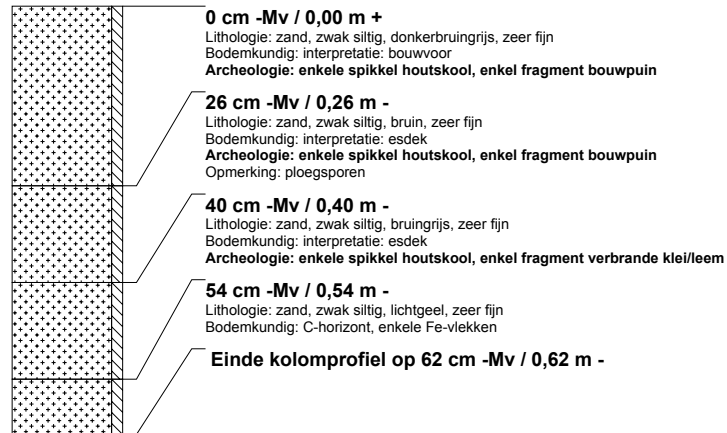 0 cm -Mv / 0,00 m +
Lithologie: zand, zwak siltig, donkerbruingrijs, zeer fijn
Bodemkundig: interpretatie: bouwvoor
Archeologie: enkele spikkel houtskool, enkel fragment bouwpuin
26 cm -Mv / 0,26 m -
Lithologie: zand, zwak siltig, bruin, zeer fijn
Bodemkundig: interpretatie: esdek
Archeologie: enkele spikkel houtskool, enkel fragment bouwpuin
Opmerking: ploegsporen
40 cm -Mv / 0,40 m -
Lithologie: zand, zwak siltig, bruingrijs, zeer fijn
Bodemkundig: interpretatie: esdek
Archeologie: enkele spikkel houtskool, enkel fragment verbrande klei/leem
54 cm -Mv / 0,54 m -
Lithologie: zand, zwak siltig, lichtgeel, zeer fijn
Bodemkundig: C-horizont, enkele Fe-vlekken
Einde kolomprofiel op 62 cm -Mv / 0,62 m -